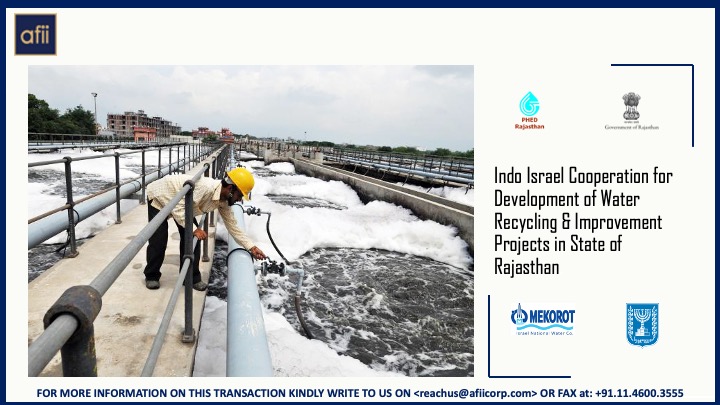 afii
PHED
Rajasthan
Government of Rajasthan
Indo Israel Cooperation for
Development of Water
Recycling & Improvement
Projects in State of
Rajasthan
MEKOROT
Israel National Water Co.
FOR MORE INFORMATION ON THIS TRANSACTION KINDLY WRITE TO US ON <reachus@afiicorp.com> OR FAX at: +91.11.4600.3555